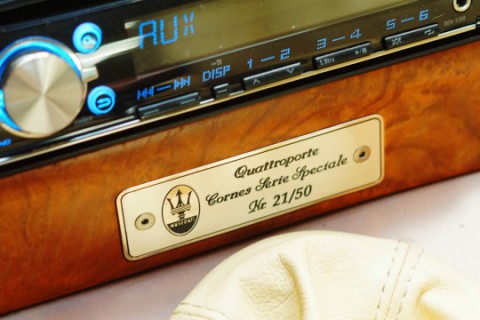 AUX
DISP
1 - 2
3 - 4
5 - 6
Quattroporte
Cornes Serie Speciale
Nr. 21/50
MASERATI